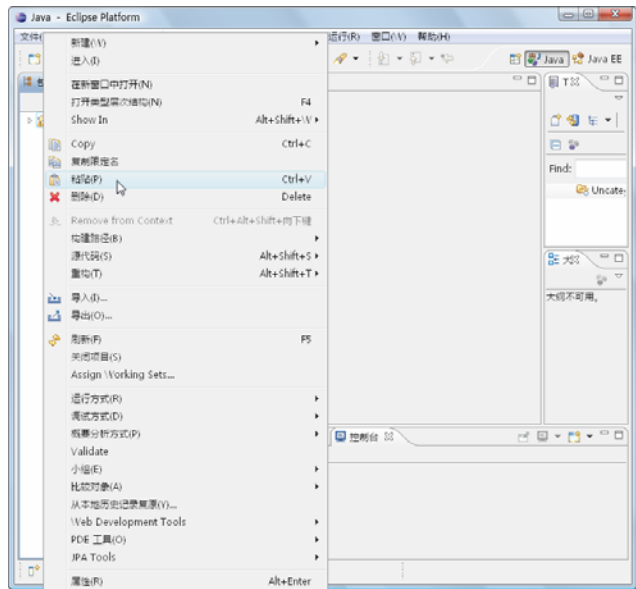 Java - Eclipse Platform
文件(
运行(R) 窗口(W) 帮助(H)
Java Java EE
新建(W)
进入(I)
在新窗口中打开(N)
打开类型层次结构(N) F4
Show In Alt+Shift+W
Copy Ctrl+C
复制限定名
粘贴(P) Ctrl+V
删除(D) Delete
Remove from Context Ctrl+Alt+Shift+向下键
构建路径(B)
源代码(S) Alt+Shift+S
重构(T) Alt+Shift+T
导入(I)...
导出(O)...
刷新(F) F5
关闭项目(S)
Assign Working Sets...
运行方式(R)
调试方式(D)
概要分析方式(P)
Validate
小组(E)
比较对象(A)
从本地历史记录复原(Y)...
Web Development Tools
PDE 工具(O)
JPA Tools
属性(R) Alt+Enter
T
Find:
Uncate
大
大纲不可用。
控制台